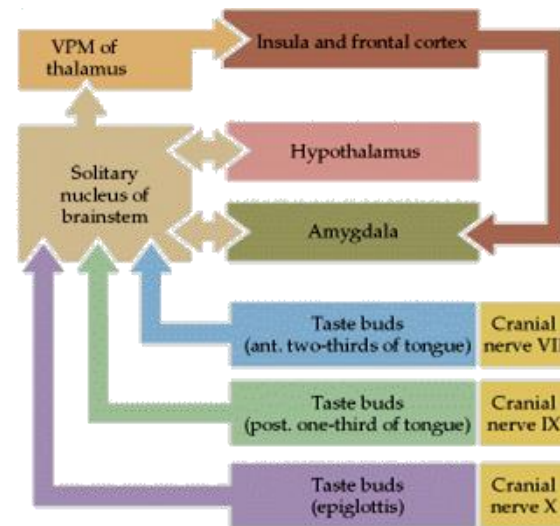 VPM of
thalamus
Insula and frontal cortex
Solitary
nucleus of
brainstem
Hypothalamus
Amygdala
Taste buds
(ant. two-thirds of tongue)
Cranial
nerve VII
Taste buds
(post. one-third of tongue)
Cranial
nerve IX
Taste buds
(epiglottis)
Cranial
nerve X